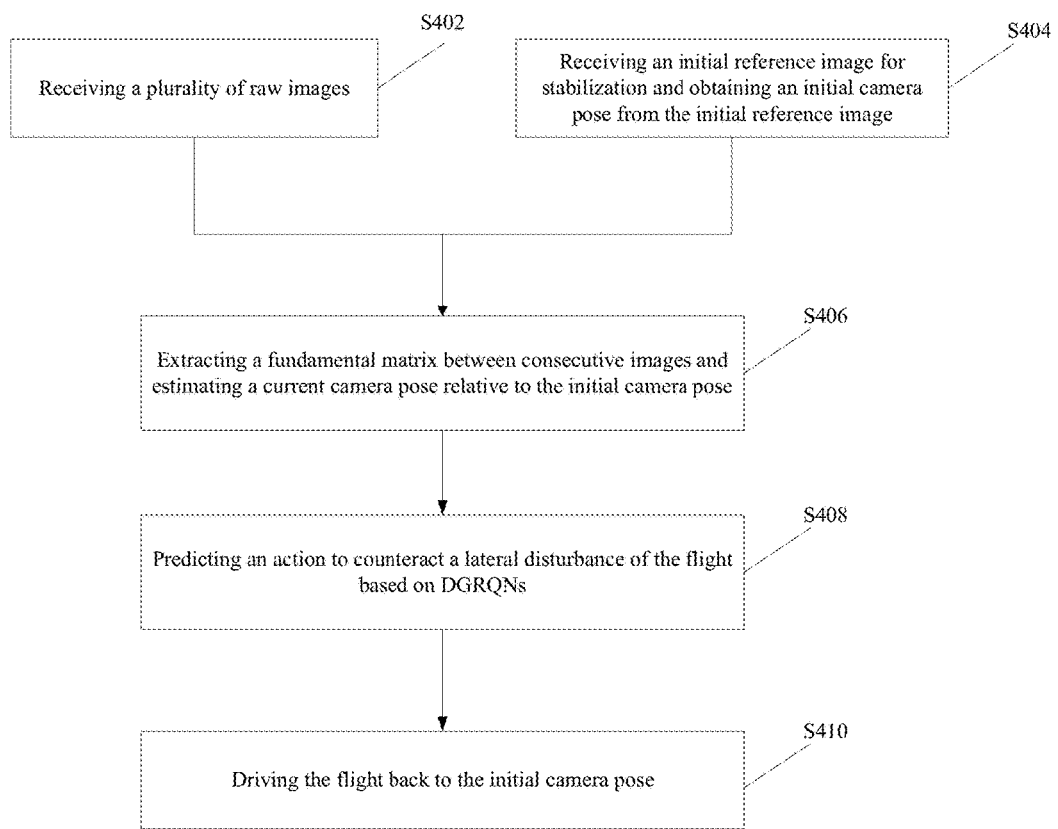 S402
Receiving a plurality of raw images
S404
Receiving an initial reference image for
stabilization and obtaining an initial camera
pose from the initial reference image
S406
Extracting a fundamental matrix between consecutive images and
estimating a current camera pose relative to the initial camera pose
S408
Predicting an action to counteract a lateral disturbance of the flight
based on DGRQNs
S410
Driving the flight back to the initial camera pose